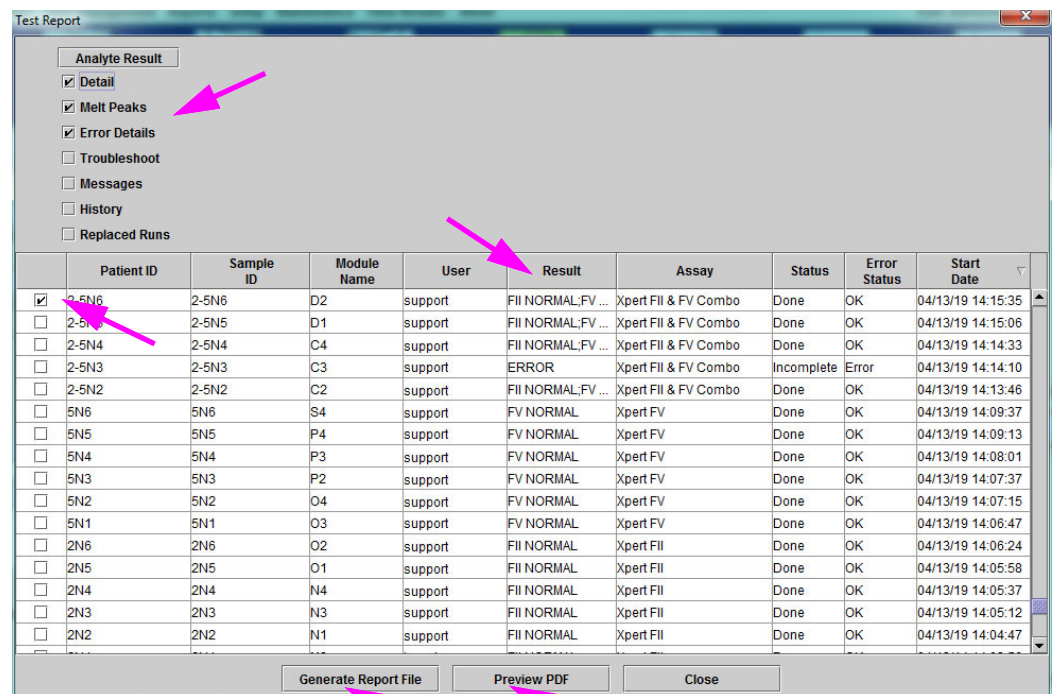 Test Report
Analyte Result
Detail
Melt Peaks
Error Details
Troubleshoot
Messages
History
Replaced Runs
Patient ID Sample ID Module Name User Result Assay Status Error Status Start Date
2-5N6 2-5N6 D2 support FII NORMAL;FV ... Xpert FII & FV Combo Done OK 04/13/19 14:15:35
2-5N5 D1 support FII NORMAL;FV ... Xpert FII & FV Combo Done OK 04/13/19 14:15:06
2-5N4 2-5N4 C4 support FII NORMAL;FV ... Xpert FII & FV Combo Done OK 04/13/19 14:14:33
2-5N3 2-5N3 C3 support ERROR Xpert FII & FV Combo Incomplete Error 04/13/19 14:14:10
2-5N2 2-5N2 C2 support FII NORMAL;FV ... Xpert FII & FV Combo Done OK 04/13/19 14:13:46
5N6 5N6 S4 support FV NORMAL Xpert FV Done OK 04/13/19 14:09:37
5N5 5N5 P4 support FV NORMAL Xpert FV Done OK 04/13/19 14:09:13
5N4 5N4 P3 support FV NORMAL Xpert FV Done OK 04/13/19 14:08:01
5N3 5N3 P2 support FV NORMAL Xpert FV Done OK 04/13/19 14:07:37
5N2 5N2 O4 support FV NORMAL Xpert FV Done OK 04/13/19 14:07:15
5N1 5N1 O3 support FV NORMAL Xpert FV Done OK 04/13/19 14:06:47
2N6 2N6 O2 support FII NORMAL Xpert FII Done OK 04/13/19 14:06:24
2N5 2N5 O1 support FII NORMAL Xpert FII Done OK 04/13/19 14:05:58
2N4 2N4 N4 support FII NORMAL Xpert FII Done OK 04/13/19 14:05:37
2N3 2N3 N3 support FII NORMAL Xpert FII Done OK 04/13/19 14:05:12
2N2 2N2 N1 support FII NORMAL Xpert FII Done OK 04/13/19 14:04:47
Generate Report File Preview PDF Close